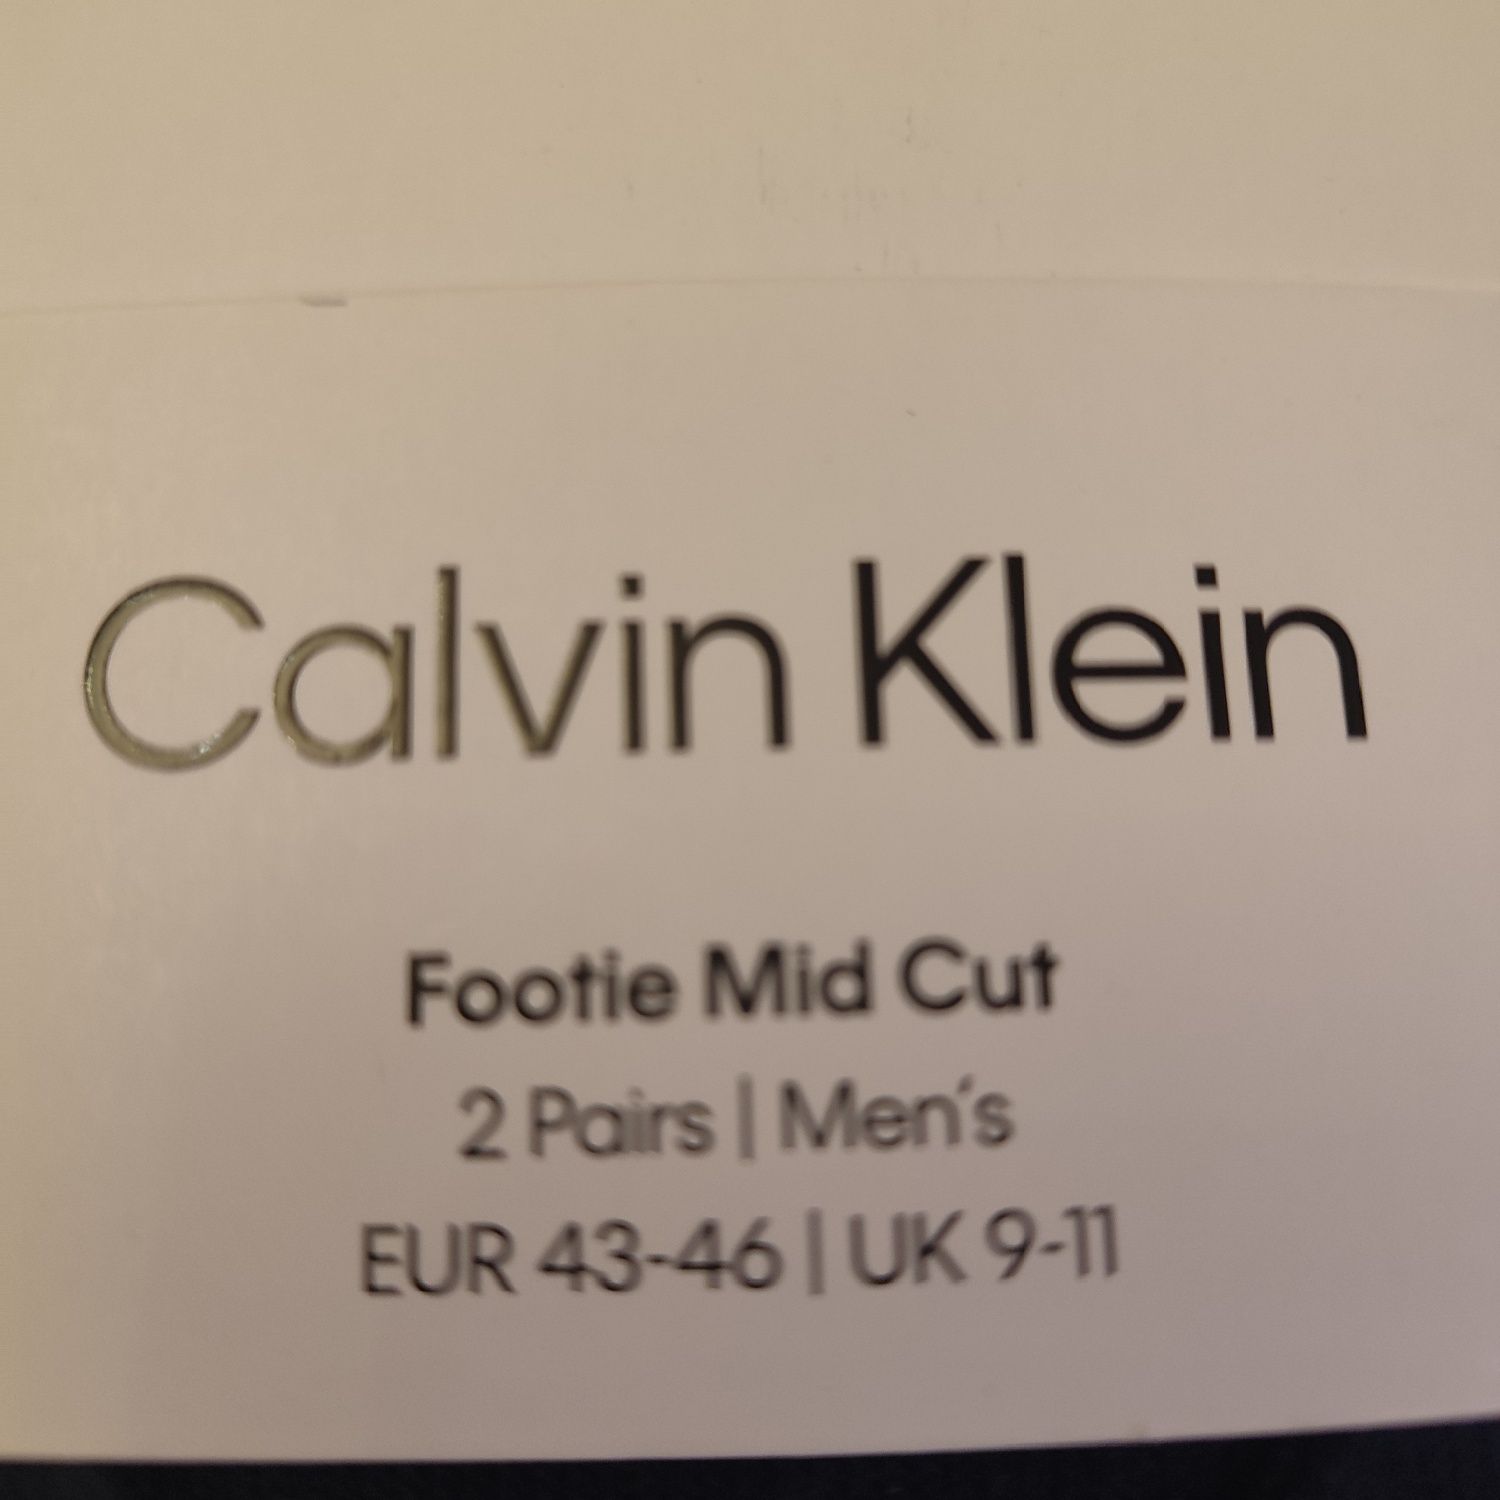 Calvin Klein
Footie Mid Cut
2 Pairs | Men's
EUR 43-46 | UK 9-11